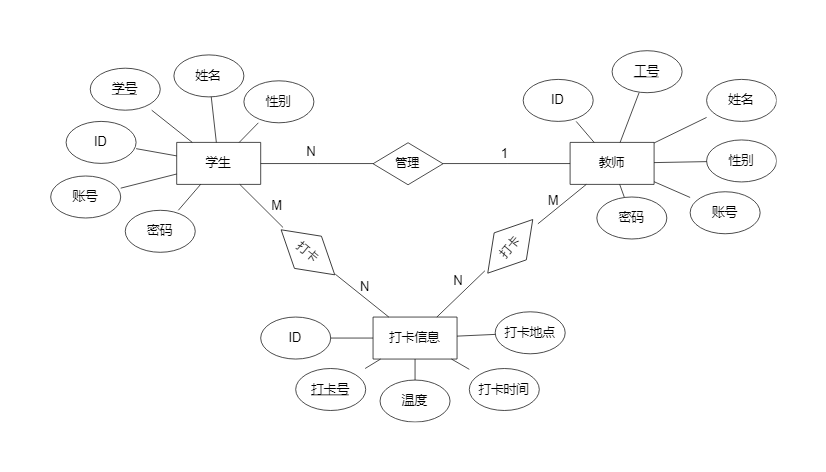 工号
姓名
学号
性别
ID
姓名
ID
学生
N
管理
1
教师
性别
账号
密码
M
打卡
N
M
打卡
N
密码
账号
ID
打卡信息
打卡地点
打卡号
温度
打卡时间